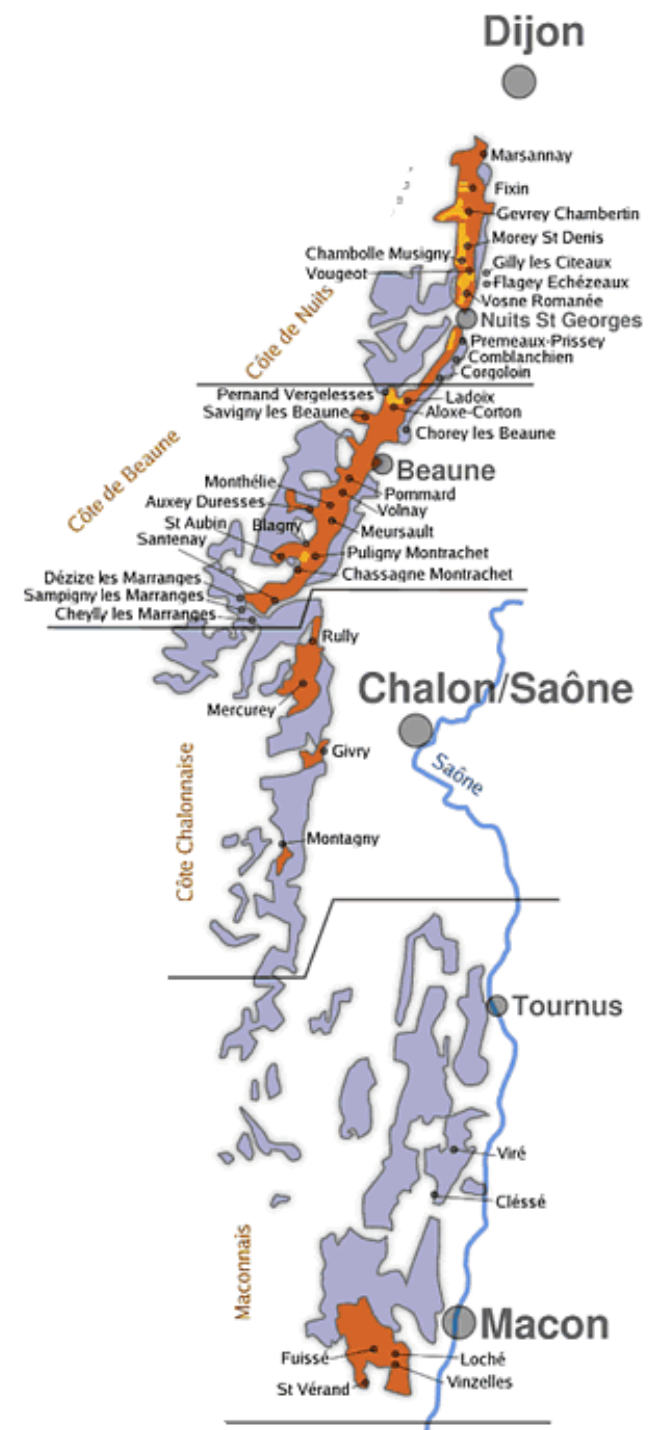 Dijon
Marsannay
Fixin
Gevrey Chambertin
Morey St Denis
Chambolle Musigny
Gilly les Citeaux
Vougeot
Flagey Echézeaux
Vosne Romanée
Côte de Nuits
Nuits St Georges
Premeaux-Prissey
Comblanchien
Corgoloin
Pernand Vergelesses
Ladoix
Savigny les Beaune
Aloxe-Corton
Chorey les Beaune
Côte de Beaune
Beaune
Monthélie
Pommard
Auxey Duresses
Volnay
St Aubin
Blagny
Meursault
Santenay
Puligny Montrachet
Chassagne Montrachet
Dézize les Marranges
Sampigny les Marranges
Cheylly les Marranges
Rully
Chalon/Saône
Mercurey
Givry
Saône
Côte Chalonnaise
Montagny
Tournus
Viré
Cléssé
Maconnais
Macon
Fuissé
Loché
Vinzelles
St Vérand